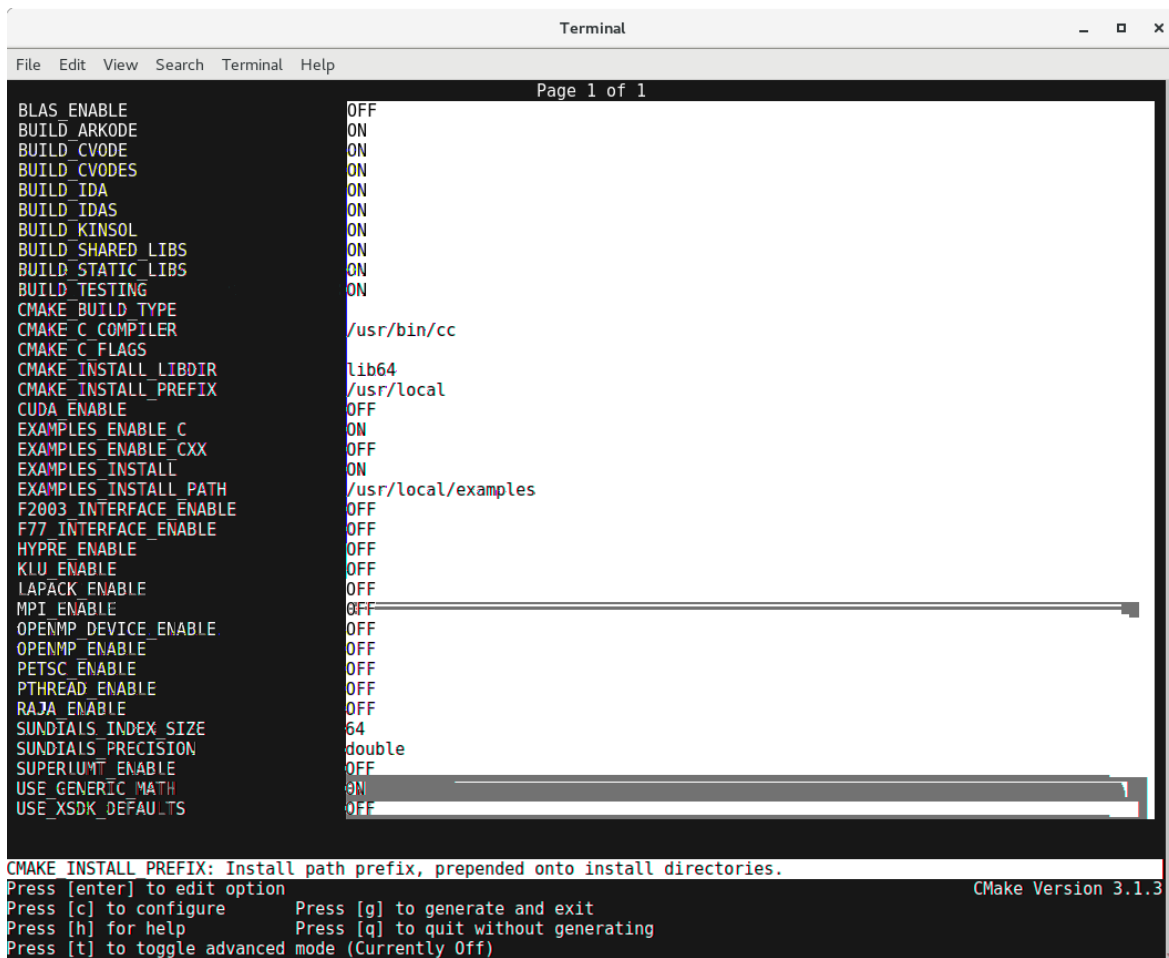 Terminal
File Edit View Search Terminal Help
Page 1 of 1
BLAS_ENABLE OFF
BUILD_ARKODE ON
BUILD_CVODE ON
BUILD_CVODES ON
BUILD_IDA ON
BUILD_IDAS ON
BUILD_KINSOL ON
BUILD_SHARED_LIBS ON
BUILD_STATIC_LIBS ON
BUILD_TESTING ON
CMAKE_BUILD_TYPE
CMAKE_C_COMPILER /usr/bin/cc
CMAKE_C_FLAGS
CMAKE_INSTALL_LIBDIR lib64
CMAKE_INSTALL_PREFIX /usr/local
CUDA_ENABLE OFF
EXAMPLES_ENABLE_C ON
EXAMPLES_ENABLE_CXX OFF
EXAMPLES_INSTALL ON
EXAMPLES_INSTALL_PATH /usr/local/examples
F2003_INTERFACE_ENABLE OFF
F77_INTERFACE_ENABLE OFF
HYPRE_ENABLE OFF
KLU_ENABLE OFF
LAPACK_ENABLE OFF
MPI_ENABLE OFF
OPENMP_DEVICE_ENABLE OFF
OPENMP_ENABLE OFF
PETSC_ENABLE OFF
PTHREAD_ENABLE OFF
RAJA_ENABLE OFF
SUNDIALS_INDEX_SIZE 64
SUNDIALS_PRECISION double
SUPERLUMT_ENABLE OFF
USE_GENERIC_MATH ON
USE_XSDK_DEFAULTS OFF
CMAKE_INSTALL_PREFIX: Install path prefix, prepended onto install directories.
Press [enter] to edit option CMake Version 3.1.3
Press [c] to configure Press [g] to generate and exit
Press [h] for help Press [q] to quit without generating
Press [t] to toggle advanced mode (Currently Off)